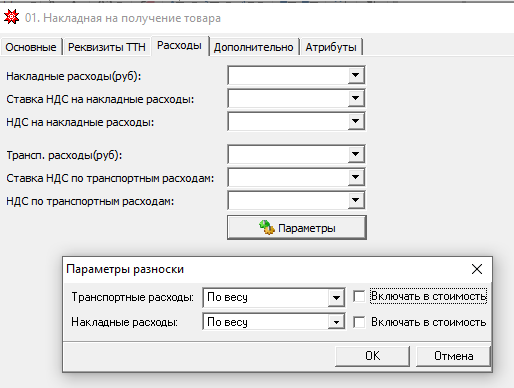 01. Накладная на получение товара
Основные Реквизиты ТТН Расходы Дополнительно Атрибуты
Накладные расходы(руб):
Ставка НДС на накладные расходы:
НДС на накладные расходы:
Трансп. расходы(руб):
Ставка НДС по транспортным расходам:
НДС по транспортным расходам:
Параметры
Параметры разноски
Транспортные расходы: По весу Включать в стоимость
Накладные расходы: По весу Включать в стоимость
OK Отмена